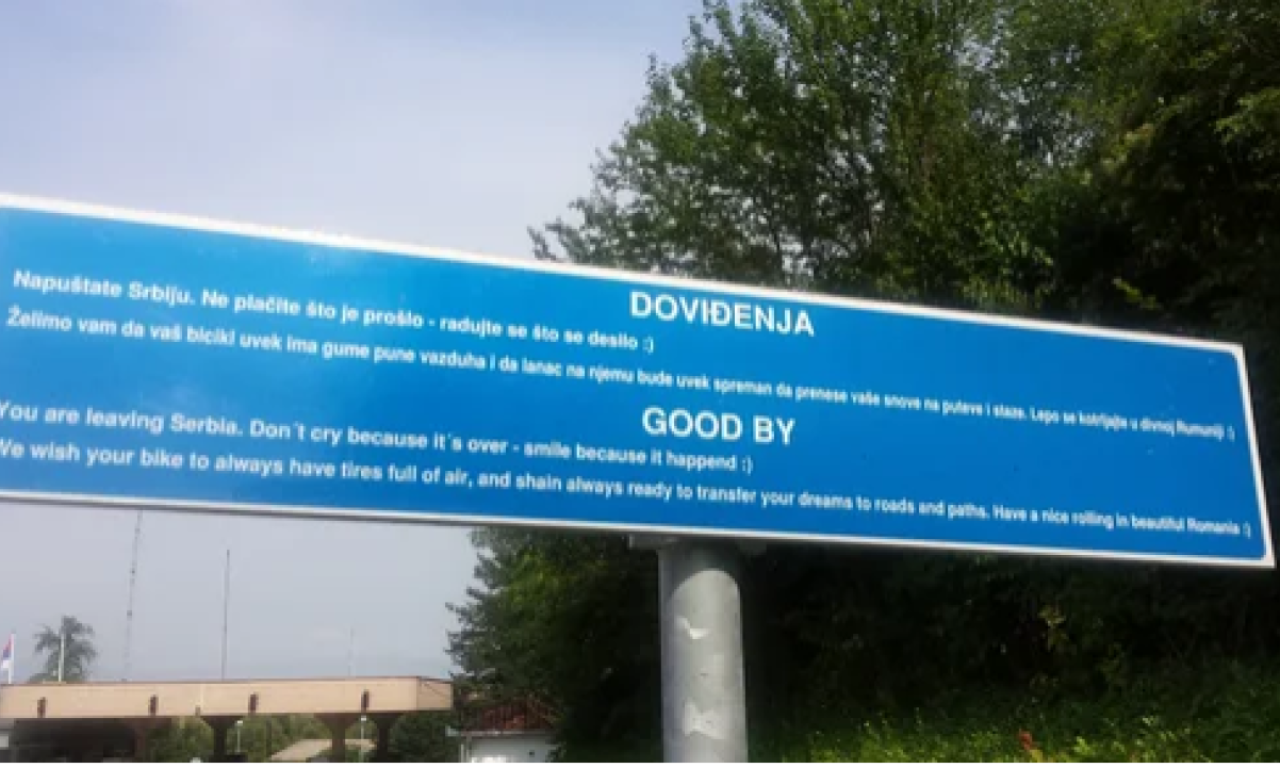 DOVIĐENJA
Napuštate Srbiju. Ne plačite što je prošlo - radujte se što se desilo :)
Želimo vam da vaš bicikl uvek ima gume pune vazduha i da lanac na njemu bude uvek spreman da prenese vaše snove na puteve i staze. Lepo se kotrljajte u divnoj Rumuniji :)
GOOD BY
You are leaving Serbia. Don´t cry because it´s over - smile because it happend :)
We wish your bike to always have tires full of air, and shain always ready to transfer your dreams to roads and paths. Have a nice rolling in beautiful Romania :)